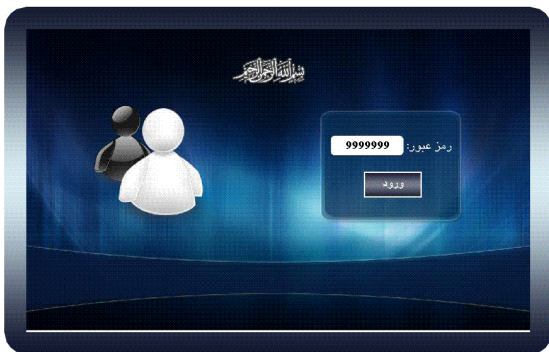 بسم الله الرحمن الرحیم
رمز عبور: 9999999
ورود